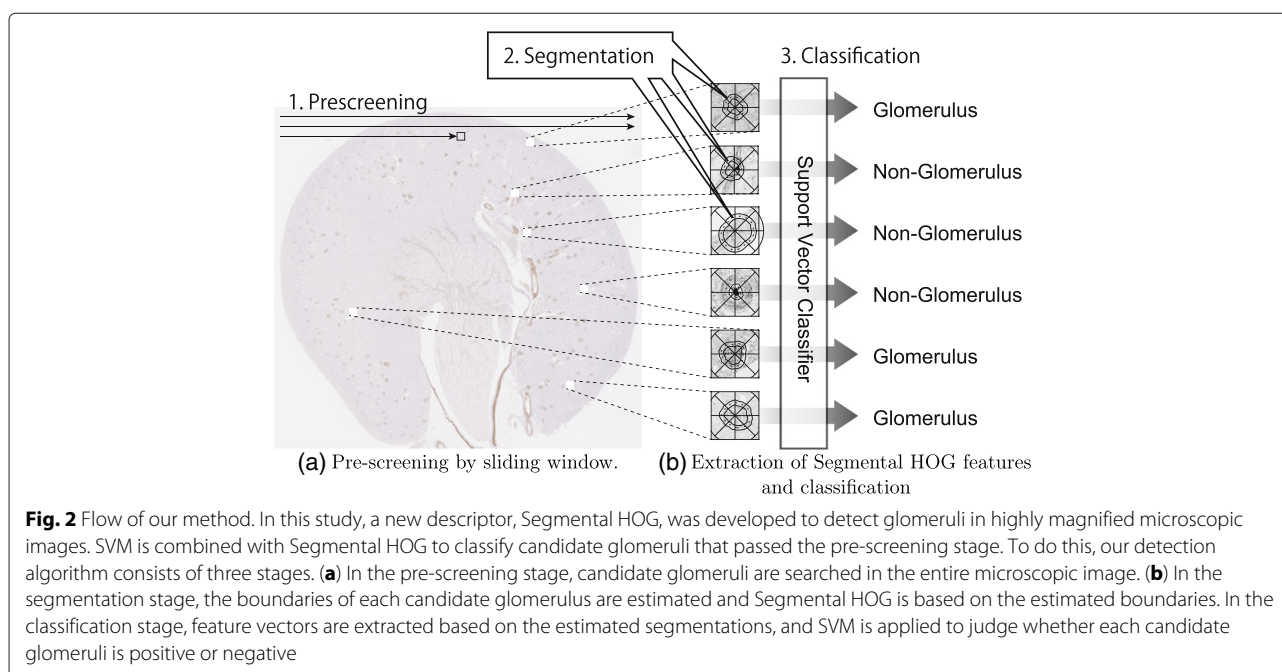 2. Segmentation
3. Classification
1. Prescreening
Glomerulus
Non-Glomerulus
Non-Glomerulus
Non-Glomerulus
Glomerulus
Glomerulus
Support Vector Classifier
(a) Pre-screening by sliding window.
(b) Extraction of Segmental HOG features
and classification
Fig. 2 Flow of our method. In this study, a new descriptor, Segmental HOG, was developed to detect glomeruli in highly magnified microscopic
images. SVM is combined with Segmental HOG to classify candidate glomeruli that passed the pre-screening stage. To do this, our detection
algorithm consists of three stages. (a) In the pre-screening stage, candidate glomeruli are searched in the entire microscopic image. (b) In the
segmentation stage, the boundaries of each candidate glomerulus are estimated and Segmental HOG is based on the estimated boundaries. In the
classification stage, feature vectors are extracted based on the estimated segmentations, and SVM is applied to judge whether each candidate
glomeruli is positive or negative